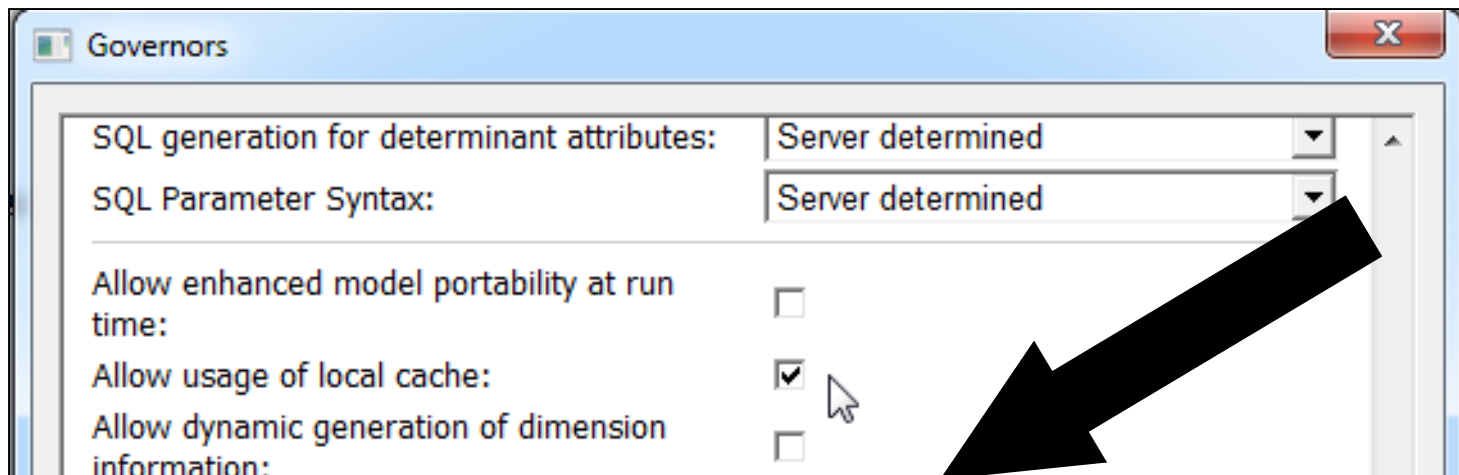 Governors
SQL generation for determinant attributes: Server determined
SQL Parameter Syntax: Server determined
Allow enhanced model portability at run
time:
Allow usage of local cache:
Allow dynamic generation of dimension
information: